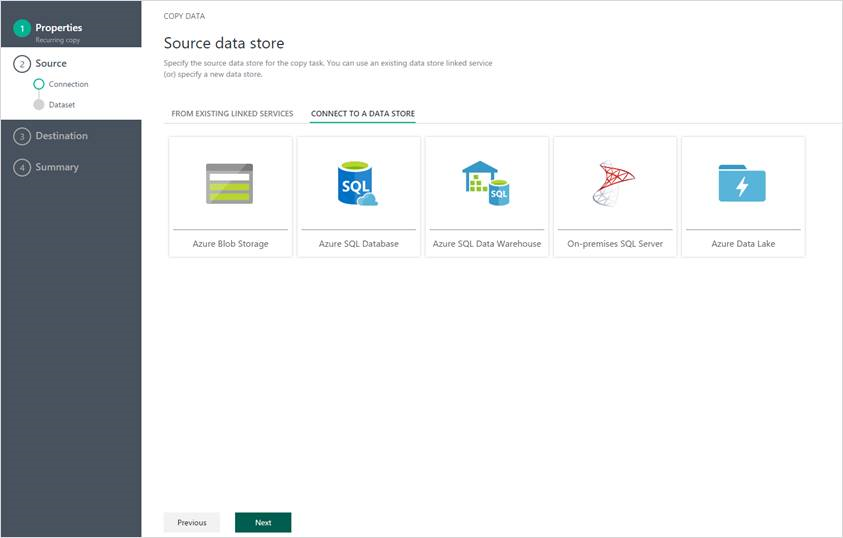 COPY DATA
1 Properties
Recurring copy
2 Source
Connection
Dataset
3 Destination
4 Summary
Source data store
Specify the source data store for the copy task. You can use an existing data store linked service
(or) specify a new data store.
FROM EXISTING LINKED SERVICES CONNECT TO A DATA STORE
SQL
SQL
Azure Blob Storage Azure SQL Database Azure SQL Data Warehouse On-premises SQL Server Azure Data Lake
Previous Next